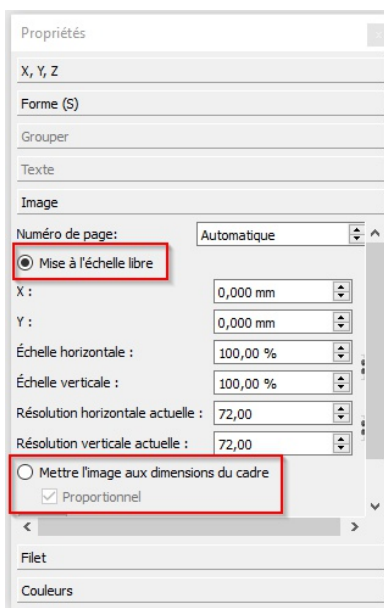 Propriétés
X, Y, Z
Forme (S)
Grouper
Texte
Image
Numéro de page: Automatique
Mise à l'échelle libre
X : 0,000 mm
Y : 0,000 mm
Échelle horizontale : 100,00 %
Échelle verticale : 100,00 %
Résolution horizontale actuelle : 72,00
Résolution verticale actuelle : 72,00
Mettre l'image aux dimensions du cadre
Proportionnel
Filet
Couleurs